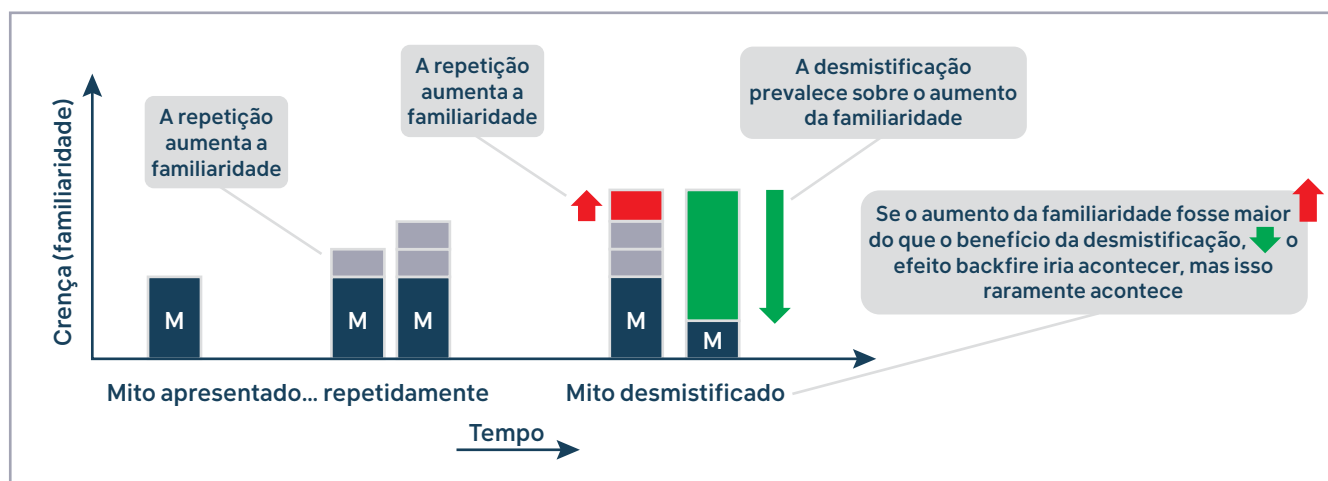 A repetição
aumenta a
familiaridade
A repetição
aumenta a
familiaridade
A desmistificação
prevalece sobre o aumento
da familiaridade
Se o aumento da familiaridade fosse maior
do que o benefício da desmistificação, o
efeito backfire iria acontecer, mas isso
raramente acontece
Crença (familiaridade)
M
M
M
M
M
Mito apresentado... repetidamente
Mito desmistificado
Tempo